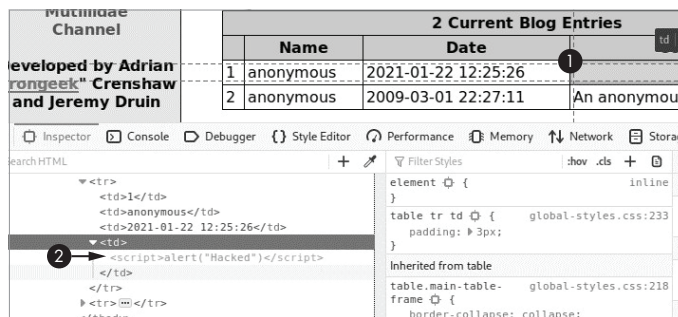 Mutillidae
Channel
eveloped by Adrian
rongeek" Crenshaw
and Jeremy Druin
2 Current Blog Entries
Name Date
td
1 anonymous 2021-01-22 12:25:26
1
2 anonymous 2009-03-01 22:27:11 An anonymou
Inspector Console Debugger {} Style Editor Performance Memory Network Stora
earch HTML + Filter Styles :hov .cls +
<tr>
<td>1</td>
<td>anonymous</td>
<td>2021-01-22 12:25:26</td>
<td>
2 <script>alert("Hacked")</script>
</td>
</tr>
<tr> </tr>
</tbody>
element { inline
}
table tr td { global-styles.css:233
padding: 3px;
}
Inherited from table
table.main-table- global-styles.css:218
frame {
border-collapse: collapse;